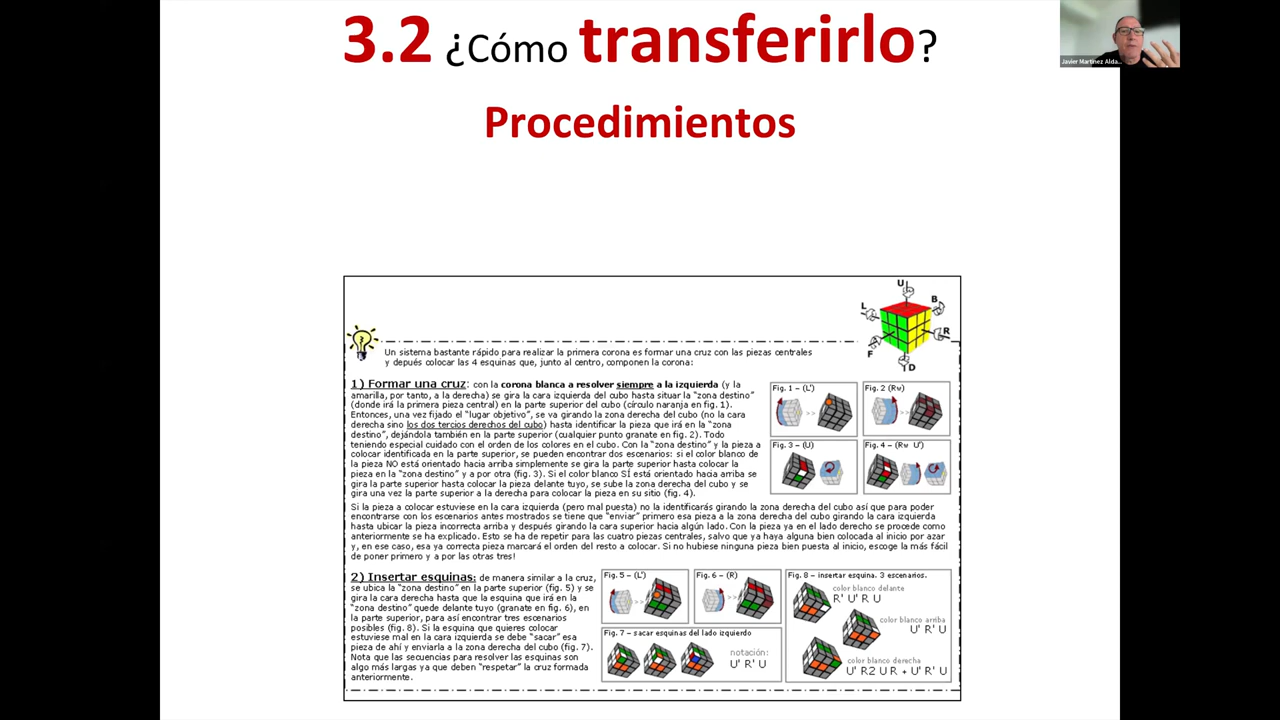 3.2 ¿Cómo transferirlo?
Javier Martínez Alda...
Procedimientos
U
L
B
R
F
D
Un sistema bastante rápido para realizar la primera corona es formar una cruz con las piezas centrales
y depués colocar las 4 esquinas que, junto al centro, componen la corona:
1) Formar una cruz: con la corona blanca a resolver siempre a la izquierda (y la
amarilla, por tanto, a la derecha) se gira la cara izquierda del cubo hasta situar la "zona destino"
(donde irá la primera pieza central) en la parte superior del cubo (círculo naranja en fig. 1).
Entonces, una vez fijado el "lugar objetivo", se va girando la zona derecha del cubo (no la cara
derecha sino los dos tercios derechos del cubo) hasta identificar la pieza que irá en la "zona
destino", dejándola también en la parte superior (cualquier punto granate en fig. 2). Todo
teniendo especial cuidado con el orden de los colores en el cubo. Con la "zona destino" y la pieza a
colocar identificada en la parte superior, se pueden encontrar dos escenarios: si el color blanco de
la pieza NO está orientado hacia arriba simplemente se gira la parte superior hasta colocar la
pieza en la "zona destino" y a por otra (fig. 3). Si el color blanco SÍ está orientado hacia arriba se
gira la parte superior hasta colocar la pieza delante tuyo, se sube la zona derecha del cubo y se
gira una vez la parte superior a la derecha para colocar la pieza en su sitio (fig. 4).
Fig. 1 - (L')
Fig. 2 (Rw)
Fig. 3 - (U)
Fig. 4 - (Rw U')
Si la pieza a colocar estuviese en la cara izquierda (pero mal puesta) no la identificarás girando la zona derecha del cubo así que para poder
encontrarse con los escenarios antes mostrados se tiene que "enviar" primero esa pieza a la zona derecha del cubo girando la cara izquierda
hasta ubicar la pieza incorrecta arriba y después girando la cara superior hacia algún lado. Con la pieza ya en el lado derecho se procede como
anteriormente se ha explicado. Esto se ha de repetir para las cuatro piezas centrales, salvo que ya haya alguna bien colocada al inicio por azar
y, en ese caso, esa ya correcta pieza marcará el orden del resto a colocar. Si no hubiese ninguna pieza bien puesta al inicio, escoge la más fácil
de poner primero y a por las otras tres!
2) Insertar esquinas: de manera similar a la cruz,
se ubica la "zona destino" en la parte superior (fig. 5) y se
gira la cara derecha hasta que la esquina que irá en la
"zona destino" quede delante tuyo (granate en fig. 6), en
la parte superior, para así encontrar tres escenarios
posibles (fig. 8). Si la esquina que quieres colocar
estuviese mal en la cara izquierda se debe "sacar" esa
pieza de ahí y enviarla a la zona derecha del cubo (fig. 7).
Nota que las secuencias para resolver las esquinas son
algo más largas ya que deben "respetar" la cruz formada
anteriormente.
Fig. 5 - (L')
Fig. 6 - (R)
Fig. 7 - sacar esquinas del lado izquierdo
notación:
U' R' U
Fig. 8 - insertar esquina. 3 escenarios.
color blanco delante
R' U' R U
color blanco arriba
U' R' U
color blanco derecha
U' R2 U R + U' R' U